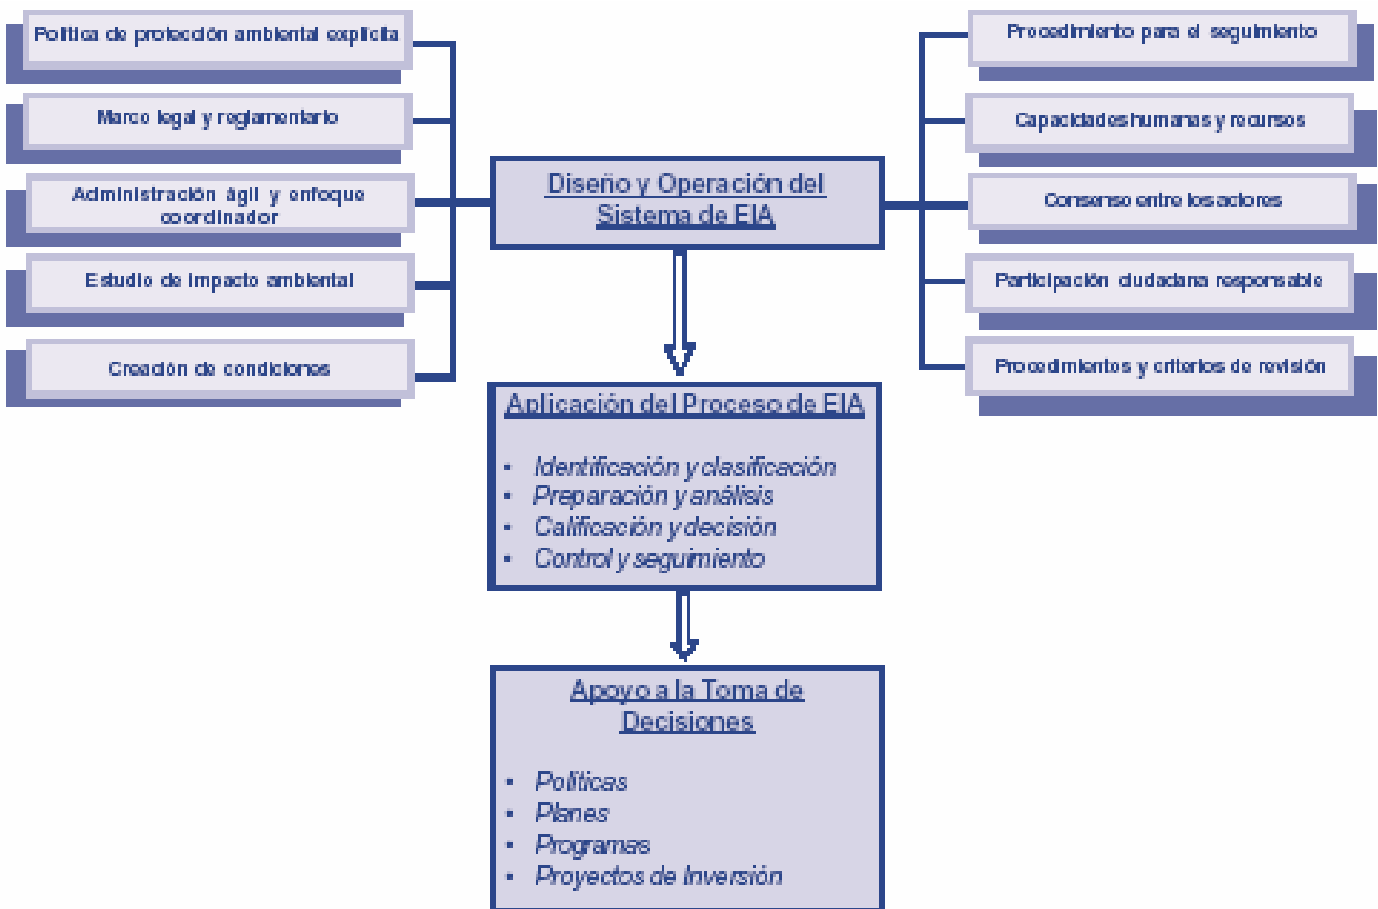 Política de protección ambiental explícita
Marco legal y reglamentario
Administración ágil y enfoque
coordinador
Estudio de impacto ambiental
Creación de condiciones
Diseño y Operación del
Sistema de EIA
Procedimiento para el seguimiento
Capacidades humanas y recursos
Consenso entre los actores
Participación ciudadana responsable
Procedimientos y criterios de revisión
Aplicación del Proceso de EIA
• Identificación y clasificación
• Preparación y análisis
• Calificación y decisión
• Control y seguimiento
Apoyo a la Toma de
Decisiones
• Políticas
• Planes
• Programas
• Proyectos de Inversión